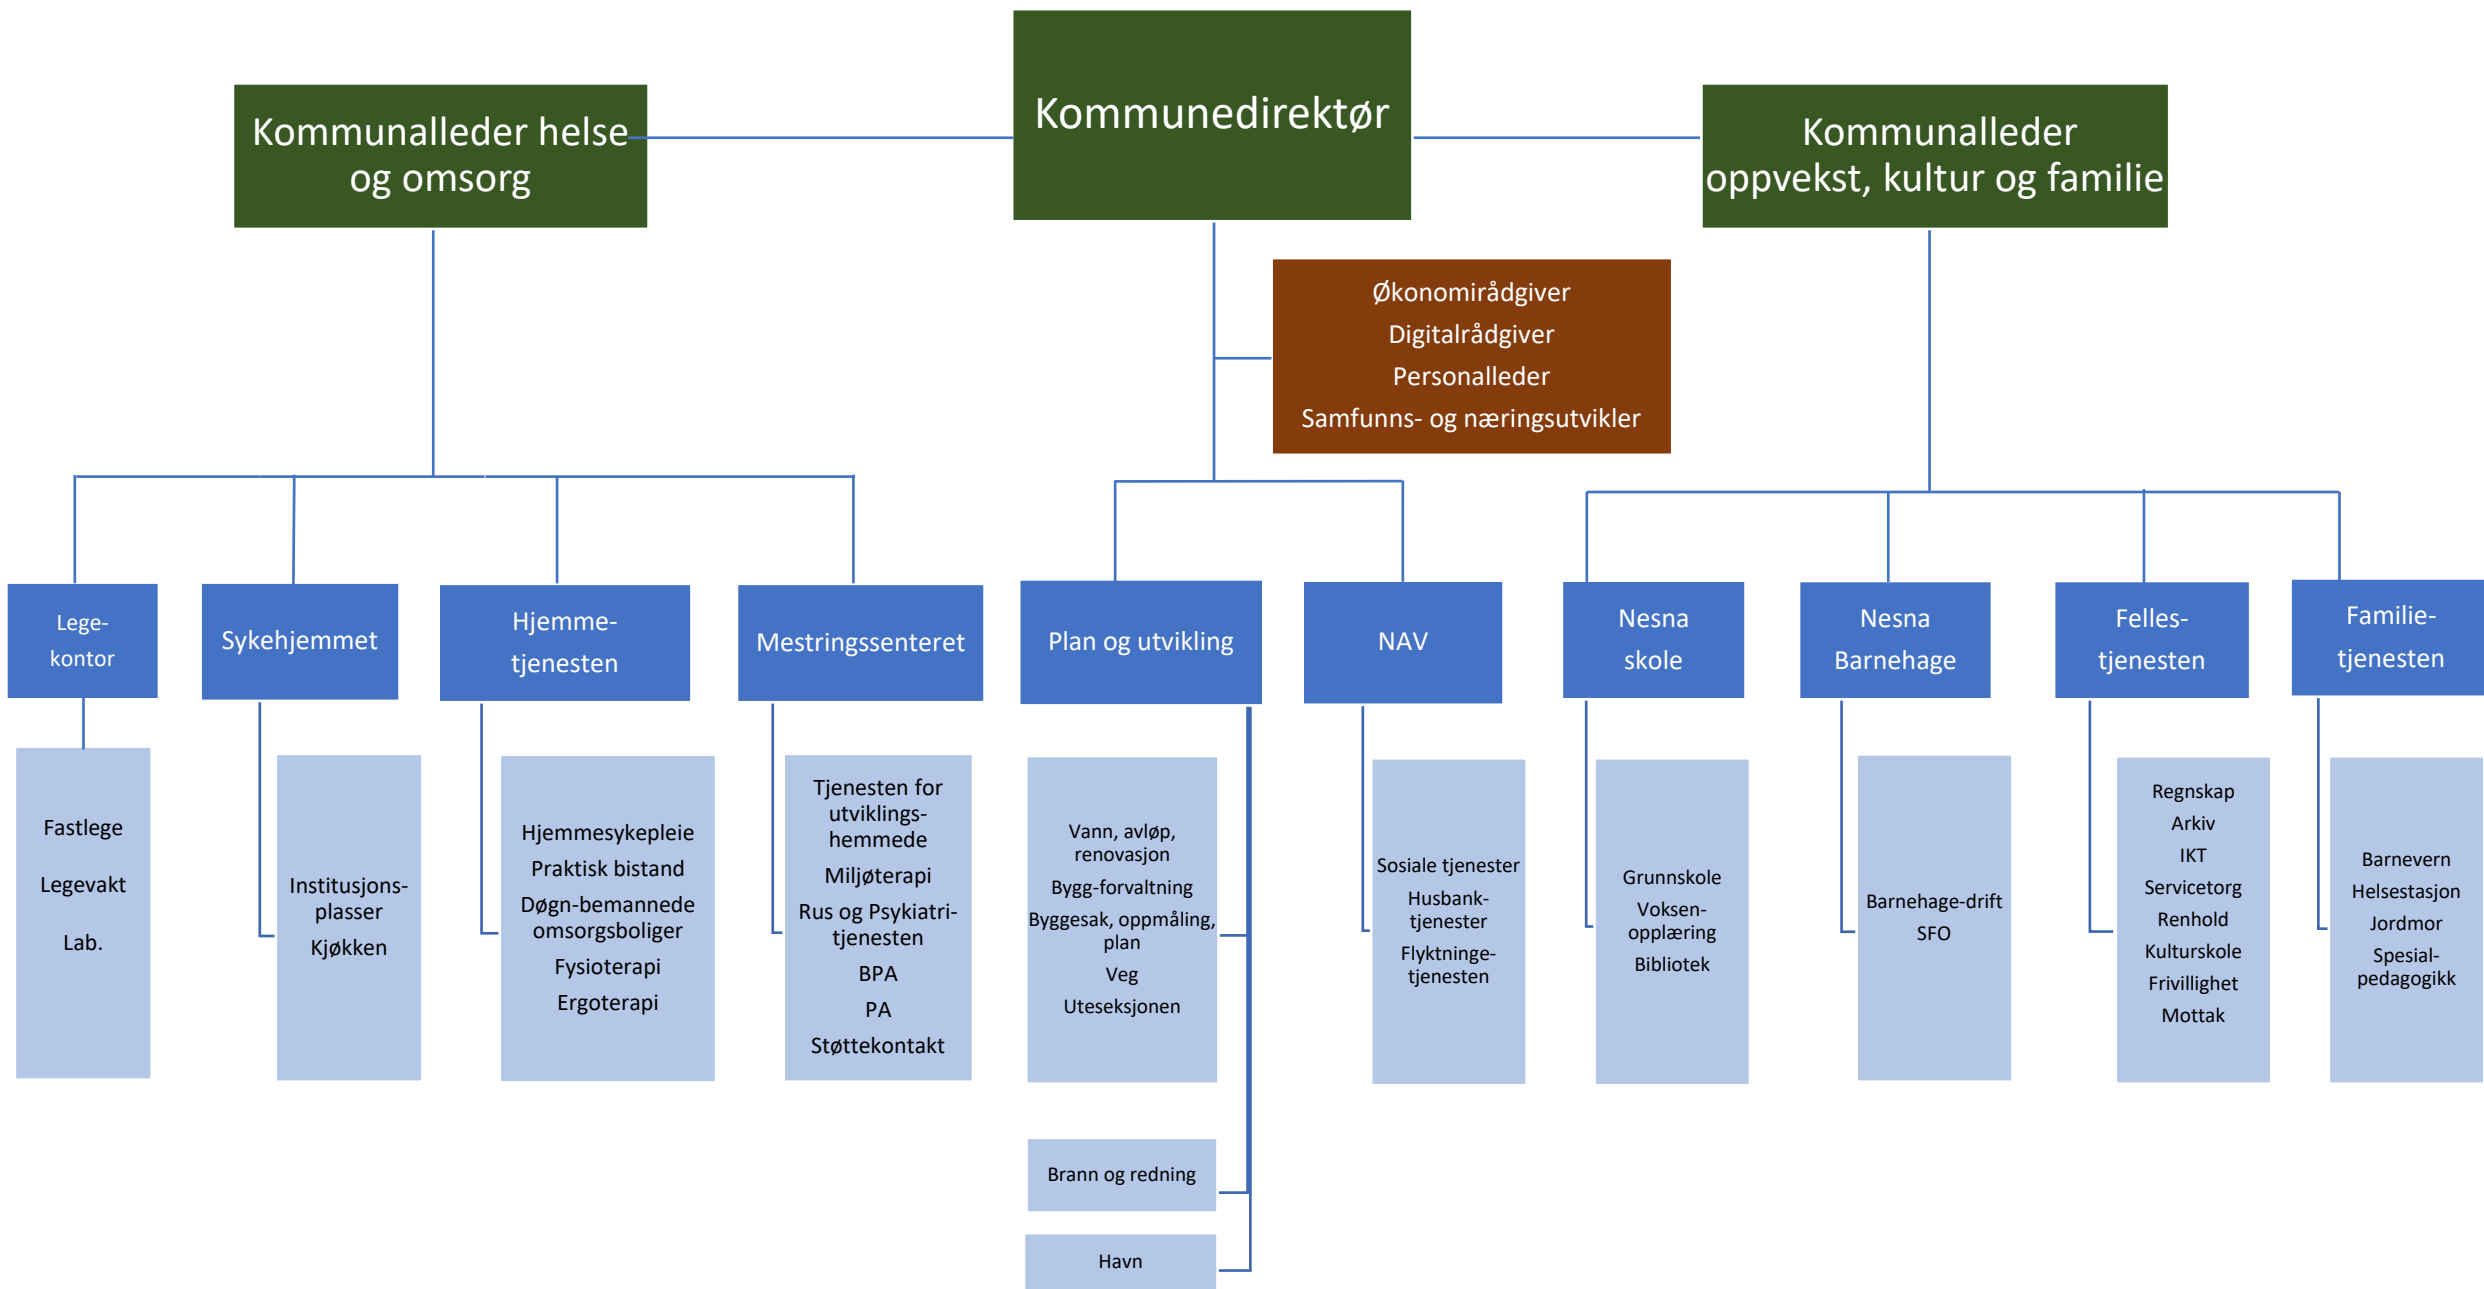 Kommunedirektør
Kommunalleder helse
og omsorg
Kommunalleder
oppvekst, kultur og familie
Økonomirådgiver
Digitalrådgiver
Personalleder
Samfunns- og næringsutvikler
Lege-
kontor
Sykehjemmet
Hjemme-
tjenesten
Mestringssenteret
Plan og utvikling
NAV
Nesna
skole
Nesna
Barnehage
Felles-
tjenesten
Familie-
tjenesten
Fastlege
Legevakt
Lab.
Institusjons-
plasser
Kjøkken
Hjemmesykepleie
Praktisk bistand
Døgn-bemannede
omsorgsboliger
Fysioterapi
Ergoterapi
Tjenesten for
utviklings-
hemmede
Miljøterapi
Rus og Psykiatri-
tjenesten
BPA
PA
Støttekontakt
Vann, avløp,
renovasjon
Bygg-forvaltning
Byggesak, oppmåling,
plan
Veg
Uteseksjonen
Brann og redning
Havn
Sosiale tjenester
Husbank-
tjenester
Flyktninge-
tjenesten
Grunnskole
Voksen-
opplæring
Bibliotek
Barnehage-drift
SFO
Regnskap
Arkiv
IKT
Servicetorg
Renhold
Kulturskole
Frivillighet
Mottak
Barnevern
Helsestasjon
Jordmor
Spesial-
pedagogikk